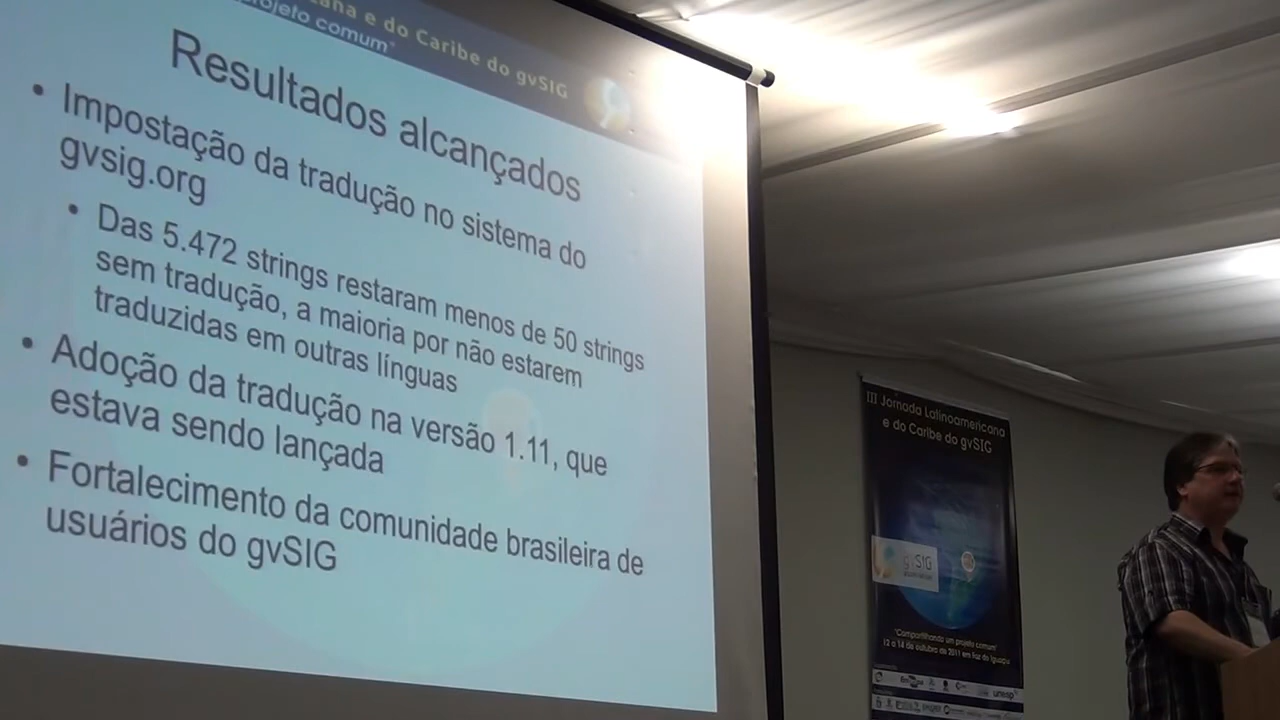 e do Caribe do gvSIG
projeto comum"
Resultados alcançados
• Impostação da tradução no sistema do
gvsig.org
• Das 5.472 strings restaram menos de 50 strings
sem tradução, a maioria por não estarem
traduzidas em outras línguas
• Adoção da tradução na versão 1.11, que
estava sendo lançada
• Fortalecimento da comunidade brasileira de
usuários do gvSIG
III Jornada Latinoamericana
e do Caribe do gvSIG
gvSIG
"Compartilhando um projeto comum"
12 a 14 de outubro de 2011 em Foz do Iguaçu
Embrapa
unesp